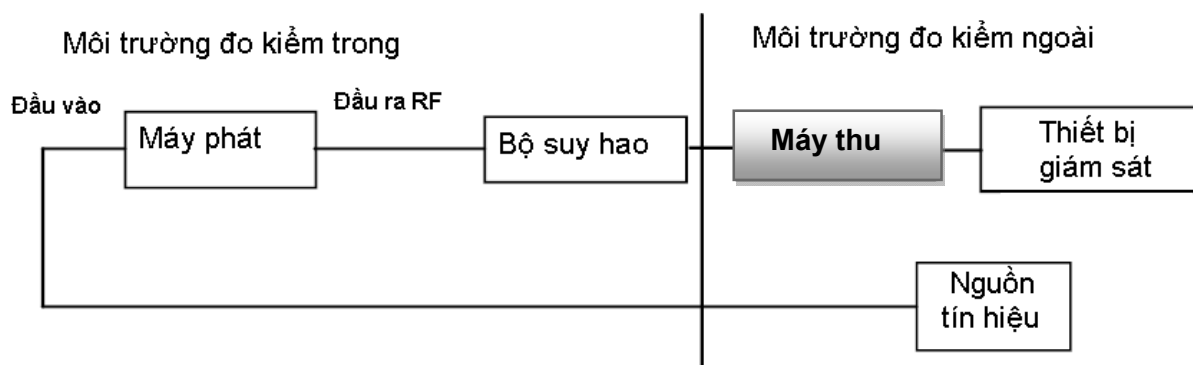 Môi trường đo kiểm trong
Môi trường đo kiểm ngoài
Đầu vào
Đầu ra RF
Máy phát
Bộ suy hao
Máy thu
Thiết bị
giám sát
Nguồn
tín hiệu